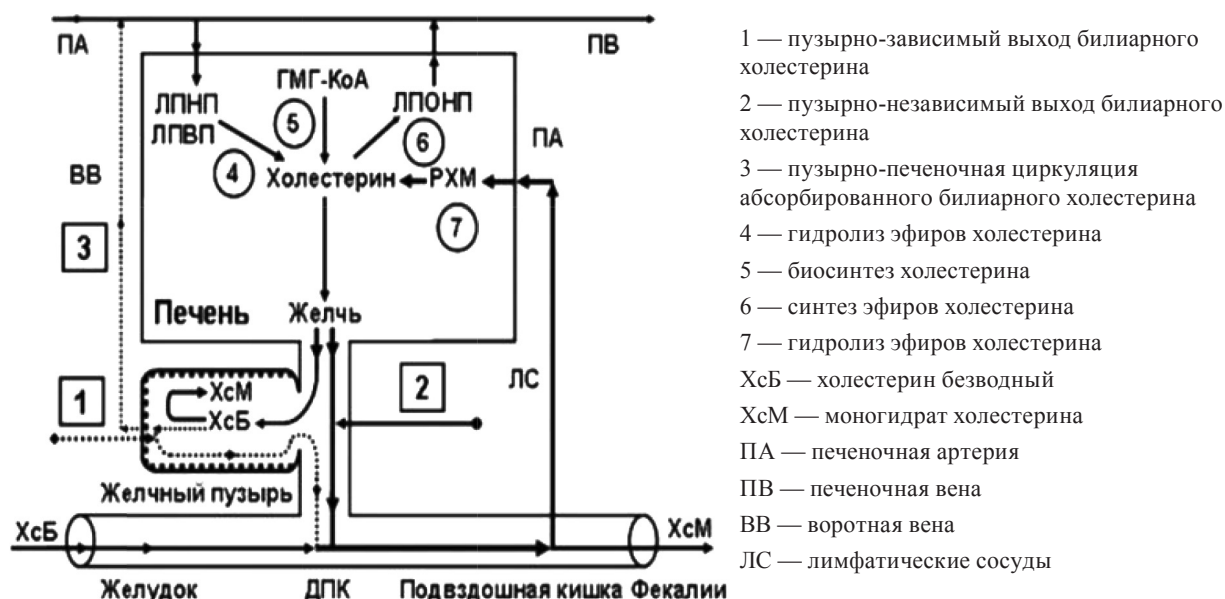 ПА
ПВ
ГМГ-КоА
ЛПНП
ЛПВП
ЛПОНП
5
6
ПА
ВВ
4
Холестерин
РХМ
7
3
Печень
Желчь
1
ХсМ
ХсБ
2
ЛС
Желчный пузырь
ХсБ
ХсМ
Желудок
ДПК
Подвздошная кишка
Фекалии
1 — пузырно-зависимый выход билиарного
холестерина
2 — пузырно-независимый выход билиарного
холестерина
3 — пузырно-печеночная циркуляция
абсорбированного билиарного холестерина
4 — гидролиз эфиров холестерина
5 — биосинтез холестерина
6 — синтез эфиров холестерина
7 — гидролиз эфиров холестерина
ХсБ — холестерин безводный
ХсМ — моногидрат холестерина
ПА — печеночная артерия
ПВ — печеночная вена
ВВ — воротная вена
ЛС — лимфатические сосуды